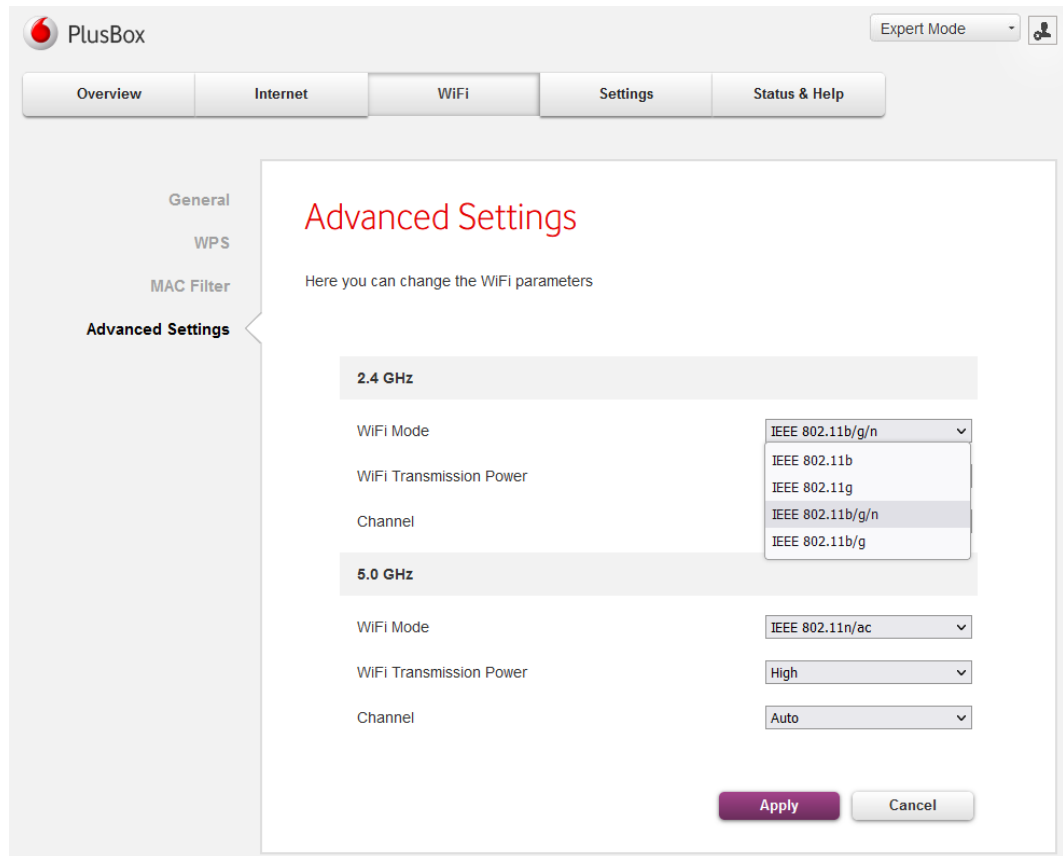 PlusBox
Expert Mode
Overview Internet WiFi Settings Status & Help
General
WPS
MAC Filter
Advanced Settings
Advanced Settings
Here you can change the WiFi parameters
2.4 GHz
WiFi Mode IEEE 802.11b/g/n
IEEE 802.11b
WiFi Transmission Power
IEEE 802.11g
IEEE 802.11b/g/n
Channel
IEEE 802.11b/g
5.0 GHz
WiFi Mode IEEE 802.11n/ac
WiFi Transmission Power High
Channel Auto
Apply Cancel